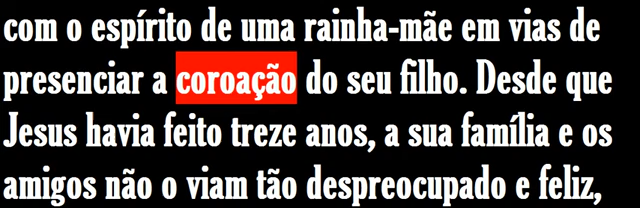 com o espírito de uma rainha-mãe em vias de
presenciar a coroação do seu filho. Desde que
Jesus havia feito treze anos, a sua família e os
amigos não o viam tão despreocupado e feliz,